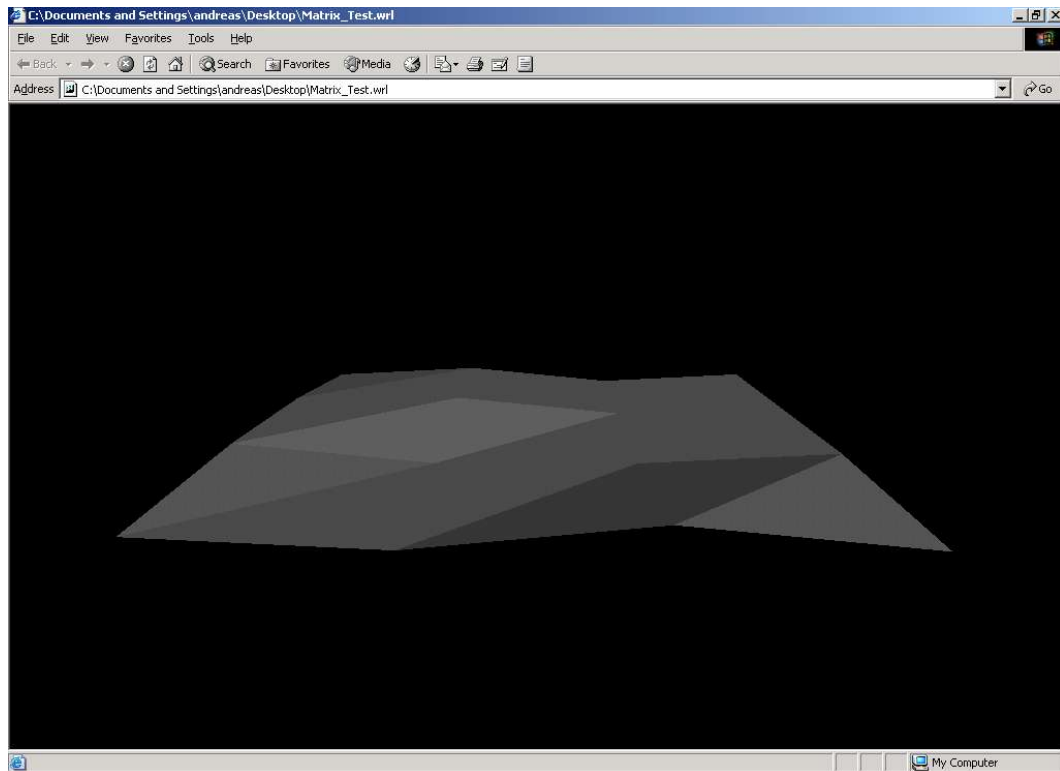 C:\Documents and Settings\andreas\Desktop\Matrix_Test.wrl
File Edit View Favorites Tools Help
Back Search Favorites Media
Address C:\Documents and Settings\andreas\Desktop\Matrix_Test.wrl Go
My Computer